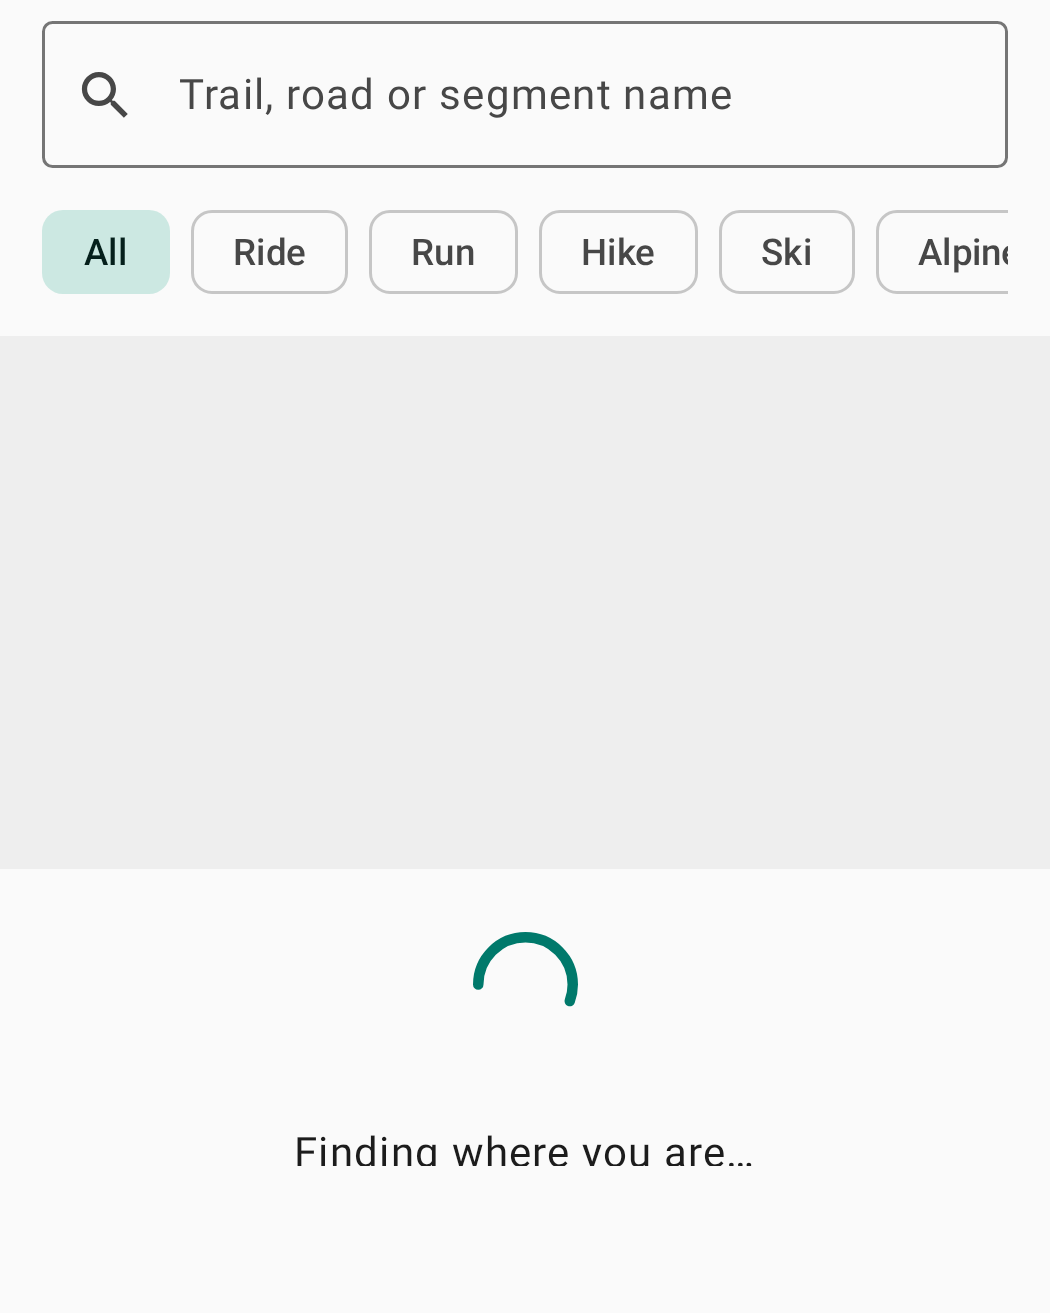 Trail, road or segment name
All Ride Run Hike Ski Alpine
Finding where you are…